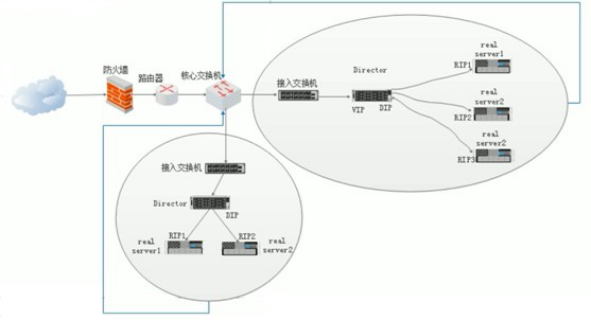 防火墙
路由器
核心交换机
接入交换机
Director
VIP
DIP
RIP1
real
server1
real
server2
RIP2
real
server2
RIP3
接入交换机
Director
DIP
RIP1
RIP2
real
server1
real
server2